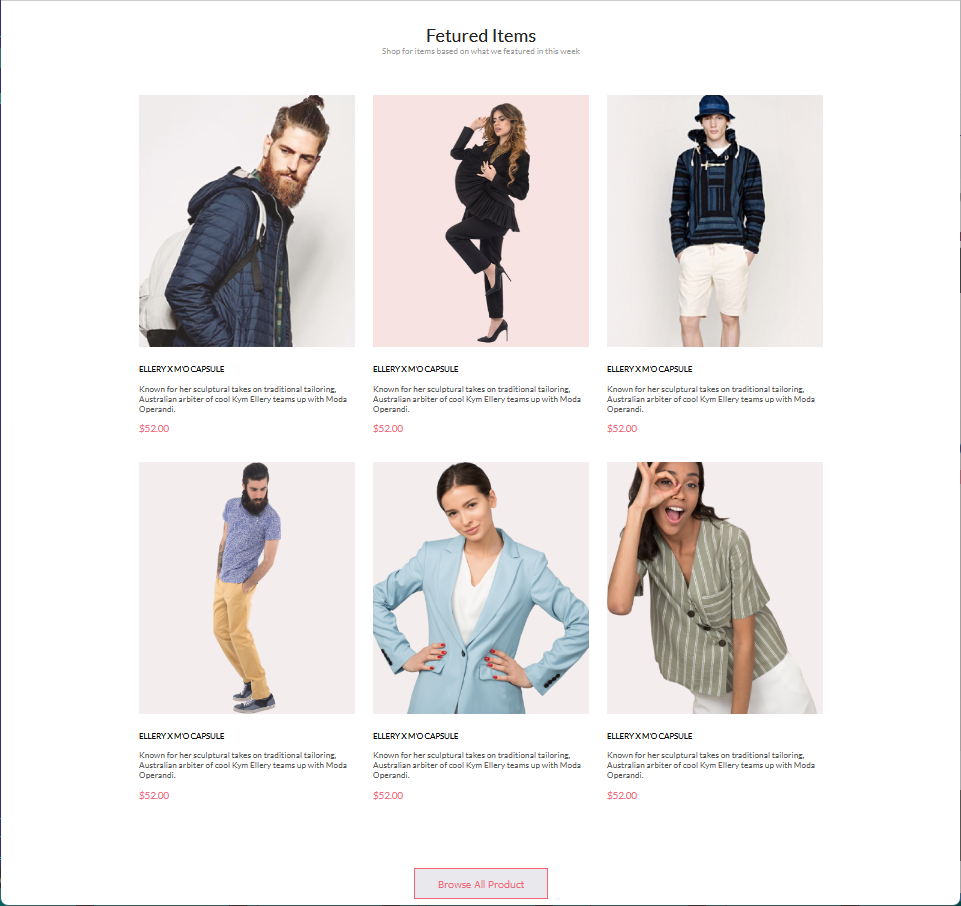 Fetured Items
Shop for items based on what we featured in this week
ELLERY X M'O CAPSULE
Known for her sculptural takes on traditional tailoring,
Australian arbiter of cool Kym Ellery teams up with Moda
Operandi.
$52.00
ELLERY X M'O CAPSULE
Known for her sculptural takes on traditional tailoring,
Australian arbiter of cool Kym Ellery teams up with Moda
Operandi.
$52.00
ELLERY X M'O CAPSULE
Known for her sculptural takes on traditional tailoring,
Australian arbiter of cool Kym Ellery teams up with Moda
Operandi.
$52.00
ELLERY X M'O CAPSULE
Known for her sculptural takes on traditional tailoring,
Australian arbiter of cool Kym Ellery teams up with Moda
Operandi.
$52.00
ELLERY X M'O CAPSULE
Known for her sculptural takes on traditional tailoring,
Australian arbiter of cool Kym Ellery teams up with Moda
Operandi.
$52.00
ELLERY X M'O CAPSULE
Known for her sculptural takes on traditional tailoring,
Australian arbiter of cool Kym Ellery teams up with Moda
Operandi.
$52.00
Browse All Product